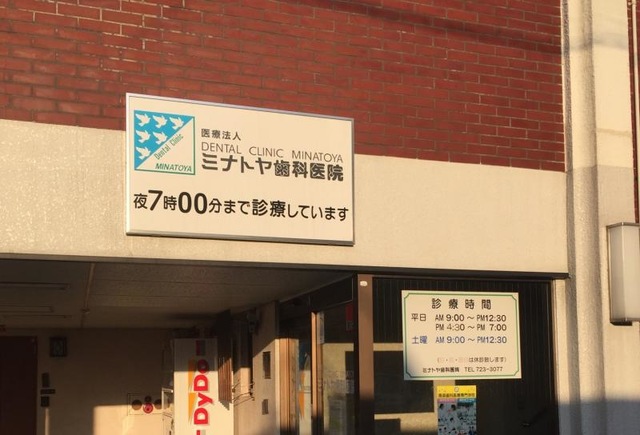 医療法人
DENTAL CLINIC MINATOYA
ミナトヤ歯科医院
Dental Clinic
MINATOYA
夜7時00分まで診療しています
診療時間
平日 AM 9:00〜PM12:30
PM 4:30〜PM 7:00
土曜 AM 9:00〜PM12:30
は休診致します)
ミナトヤ歯科医院 TEL 723-3077
DyDo